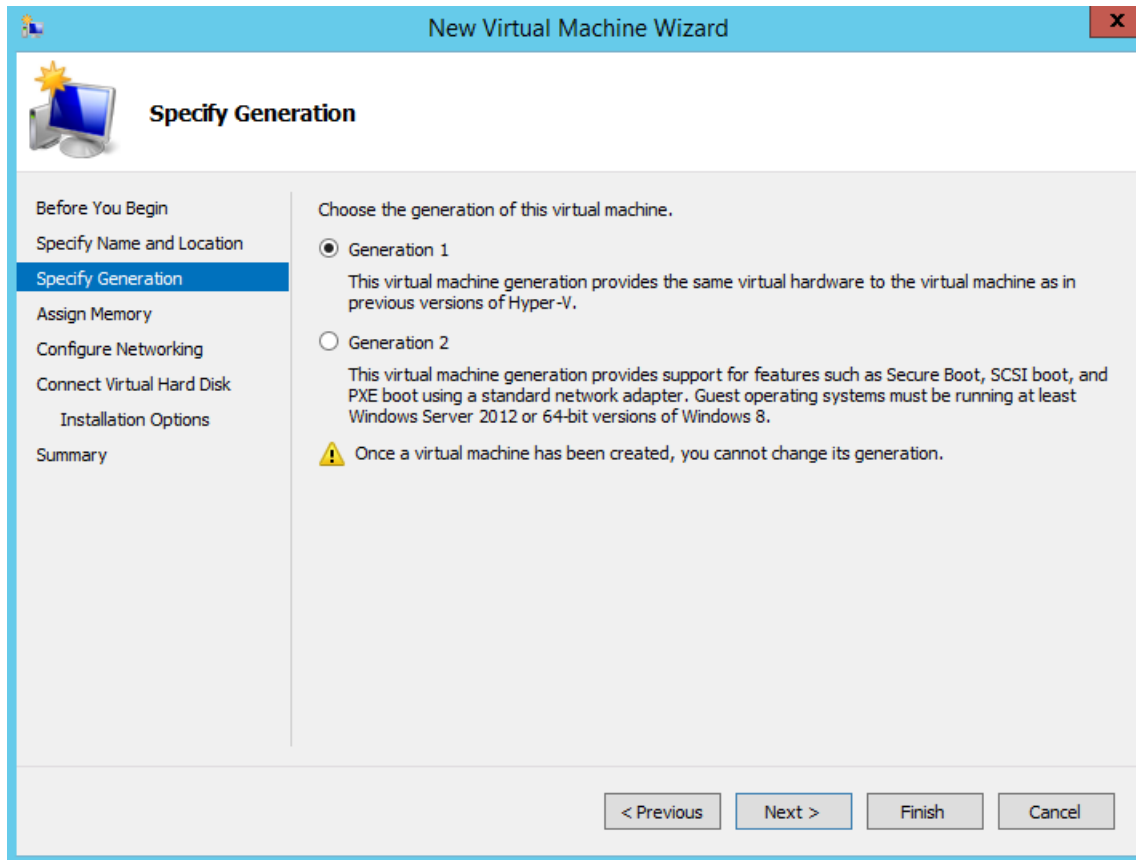 New Virtual Machine Wizard
x
Specify Generation
Before You Begin
Specify Name and Location
Specify Generation
Assign Memory
Configure Networking
Connect Virtual Hard Disk
Installation Options
Summary
Choose the generation of this virtual machine.
Generation 1
This virtual machine generation provides the same virtual hardware to the virtual machine as in
previous versions of Hyper-V.
Generation 2
This virtual machine generation provides support for features such as Secure Boot, SCSI boot, and
PXE boot using a standard network adapter. Guest operating systems must be running at least
Windows Server 2012 or 64-bit versions of Windows 8.
Once a virtual machine has been created, you cannot change its generation.
< Previous
Next >
Finish
Cancel